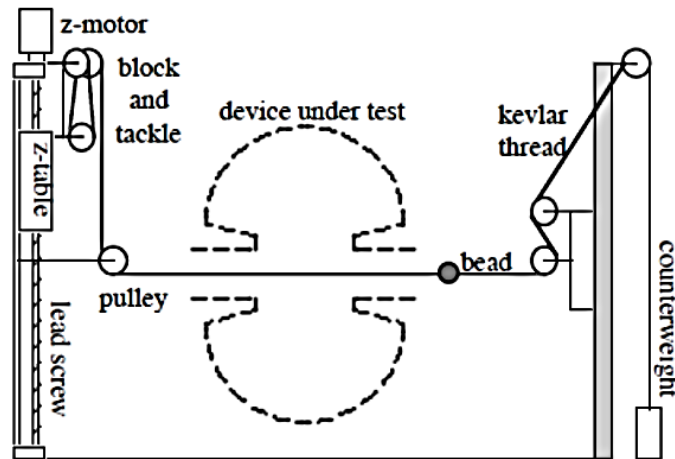 z-motor
block
and
tackle
device under test
kevlar
thread
z-table
bead
pulley
lead screw
counterweight